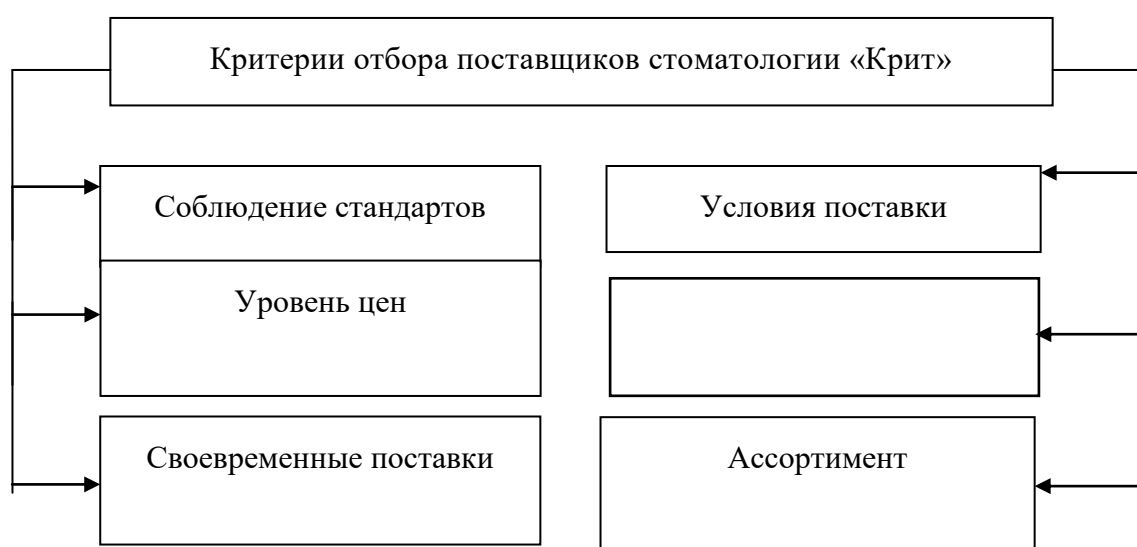 Критерии отбора поставщиков стоматологии «Крит»
Соблюдение стандартов
Условия поставки
Уровень цен
Своевременные поставки
Ассортимент